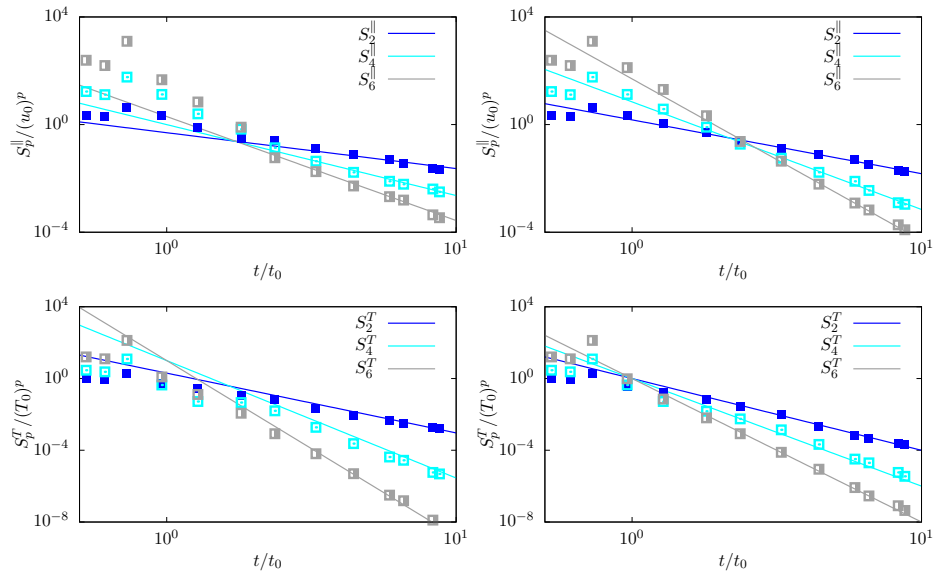 10^4
10^0
10^{-4}
S_p^∥/(u_0)^p
10^0
10^1
t/t_0
S_2^∥
S_4^∥
S_6^∥
10^4
10^0
10^{-4}
S_p^∥/(u_0)^p
10^0
10^1
t/t_0
S_2^∥
S_4^∥
S_6^∥
10^4
10^0
10^{-4}
10^{-8}
S_p^T/(T_0)^p
10^0
10^1
t/t_0
S_2^T
S_4^T
S_6^T
10^4
10^0
10^{-4}
10^{-8}
S_p^T/(T_0)^p
10^0
10^1
t/t_0
S_2^T
S_4^T
S_6^T